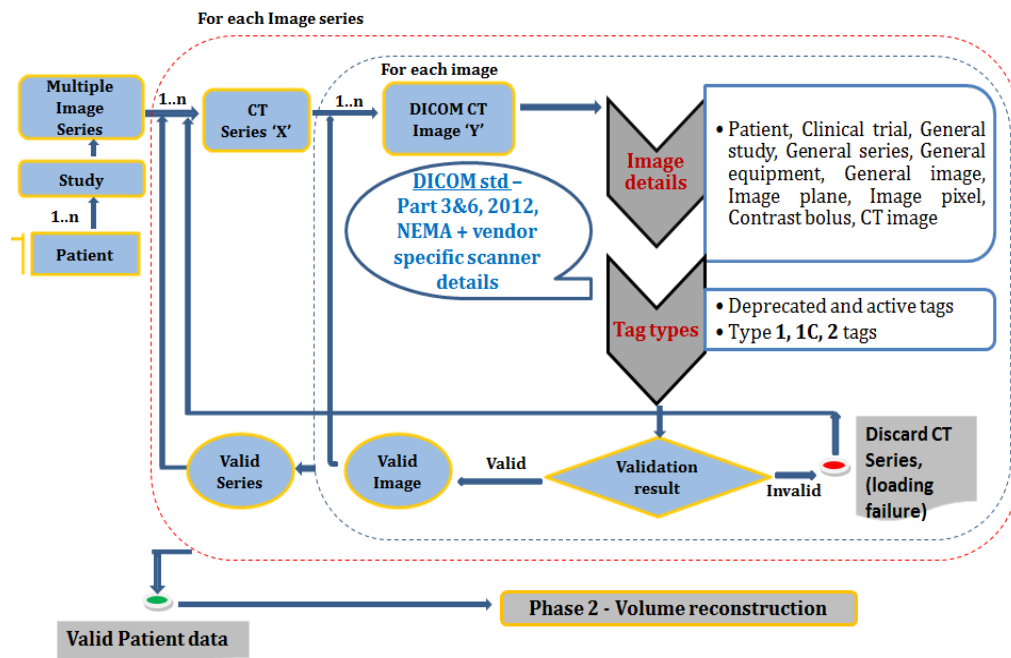 For each Image series
For each image
Multiple
Image
Series
1..n
CT
Series ‘X’
1..n
DICOM CT
Image ‘Y’
Study
1..n
Patient
DICOM std –
Part 3&6, 2012,
NEMA + vendor
specific scanner
details
Image
details
• Patient, Clinical trial, General
study, General series, General
equipment, General image,
Image plane, Image pixel,
Contrast bolus, CT image
Tag types
• Deprecated and active tags
• Type 1, 1C, 2 tags
Valid
Series
Valid
Image
Valid
Validation
result
Invalid
Discard CT
Series,
(loading
failure)
Phase 2 - Volume reconstruction
Valid Patient data